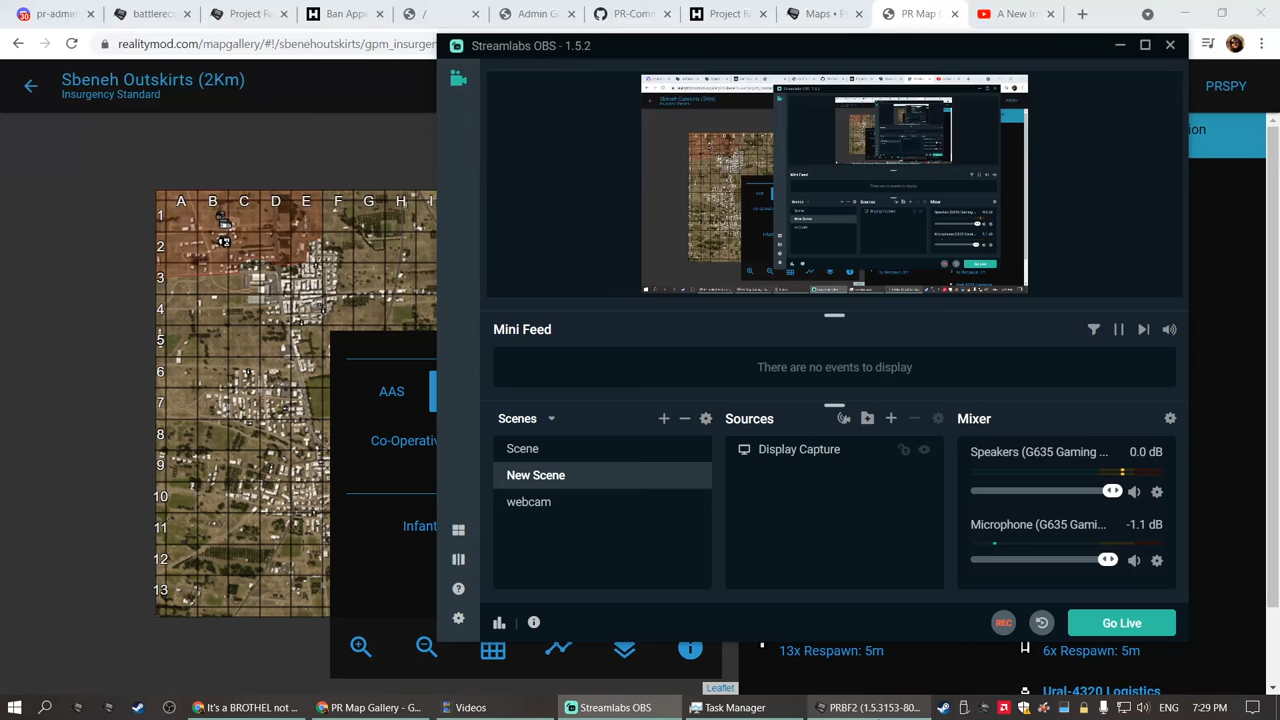 pr-admin
battlerec
Project Re
Ban Appe
Admin
PR-Comm
Project R
Maps •
PR Map G
A New In
realitymod.com/mapgallery/#!/sbenehoutskirts/gpm_insurgen
Streamlabs OBS - 1.5.2
Sbeneh Outskirts (2Km)
Insurgency Standard
PRSPY
A B C D E F G H
2
3
4
5
6
7
8
9
10
11
12
13
AAS
Co-Operativ
Infant
Mini Feed
There are no events to display
Scenes
Scene
New Scene
webcam
Sources
Display Capture
Mixer
Speakers (G635 Gaming ...
0.0 dB
Microphone (G635 Gami...
-1.1 dB
REC
Go Live
13x Respawn: 5m
6x Respawn: 5m
Ural-4320 Logistics
Leaflet
It's a BROTHEL not ...
PR Map Gallery - G...
Videos
Streamlabs OBS
Task Manager
PRBF2 (1.5.3153-80...
ENG
7:29 PM